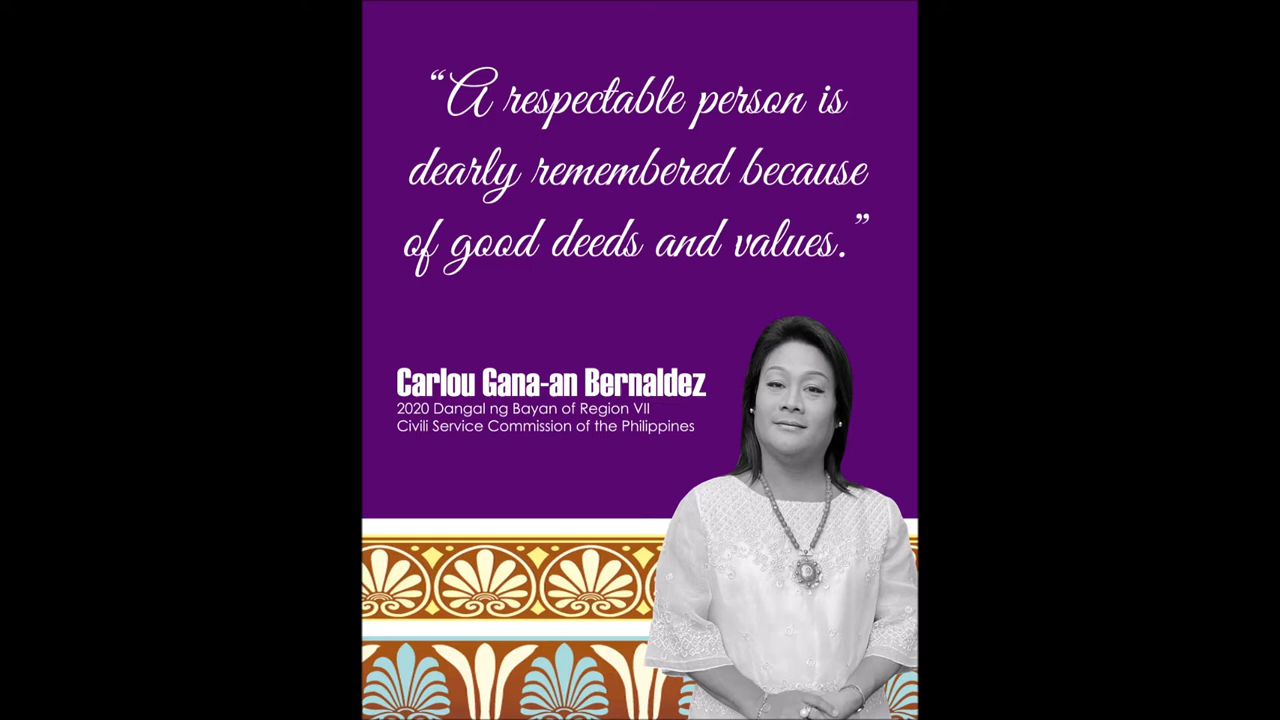 “A respectable person is
dearly remembered because
of good deeds and values.”
Carlou Gana-an Bernaldez
2020 Dangal ng Bayan of Region VII
Civili Service Commission of the Philippines